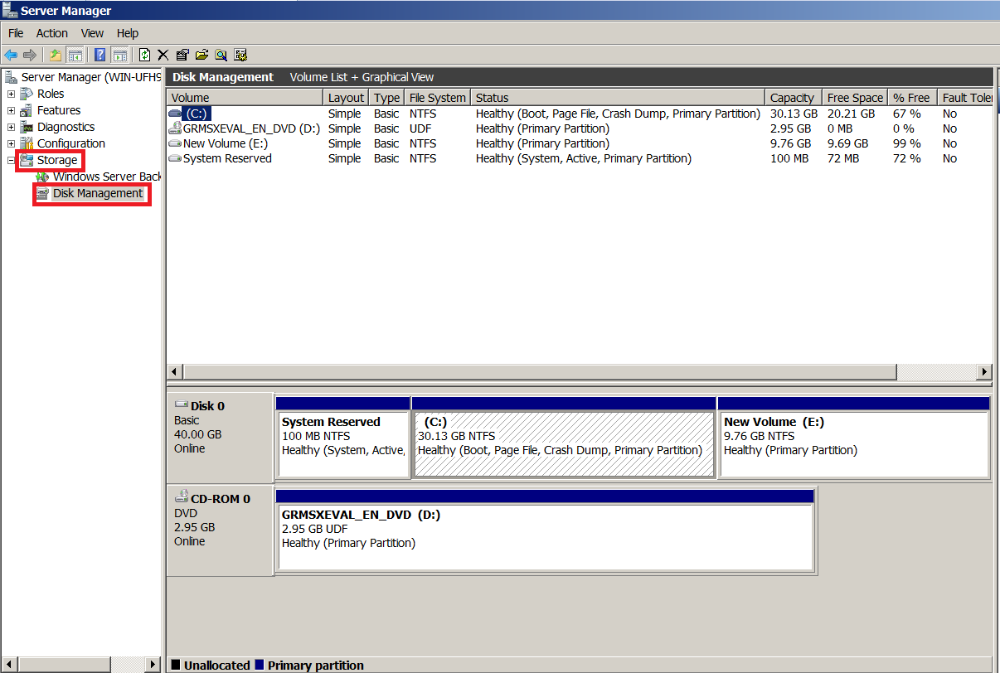 Server Manager
File Action View Help
Server Manager (WIN-UFH9
Roles
Features
Diagnostics
Configuration
Storage
Windows Server Back
Disk Management
Disk Management Volume List + Graphical View
Volume Layout Type File System Status Capacity Free Space % Free Fault Toler
(C:) Simple Basic NTFS Healthy (Boot, Page File, Crash Dump, Primary Partition) 30.13 GB 20.21 GB 67 % No
GRMSXEVAL_EN_DVD (D:) Simple Basic UDF Healthy (Primary Partition) 2.95 GB 0 MB 0 % No
New Volume (E:) Simple Basic NTFS Healthy (Primary Partition) 9.76 GB 9.69 GB 99 % No
System Reserved Simple Basic NTFS Healthy (System, Active, Primary Partition) 100 MB 72 MB 72 % No
Disk 0
Basic
40.00 GB
Online
System Reserved
100 MB NTFS
Healthy (System, Active,
(C:)
30.13 GB NTFS
Healthy (Boot, Page File, Crash Dump, Primary Partition)
New Volume (E:)
9.76 GB NTFS
Healthy (Primary Partition)
CD-ROM 0
DVD
2.95 GB
Online
GRMSXEVAL_EN_DVD (D:)
2.95 GB UDF
Healthy (Primary Partition)
Unallocated Primary partition